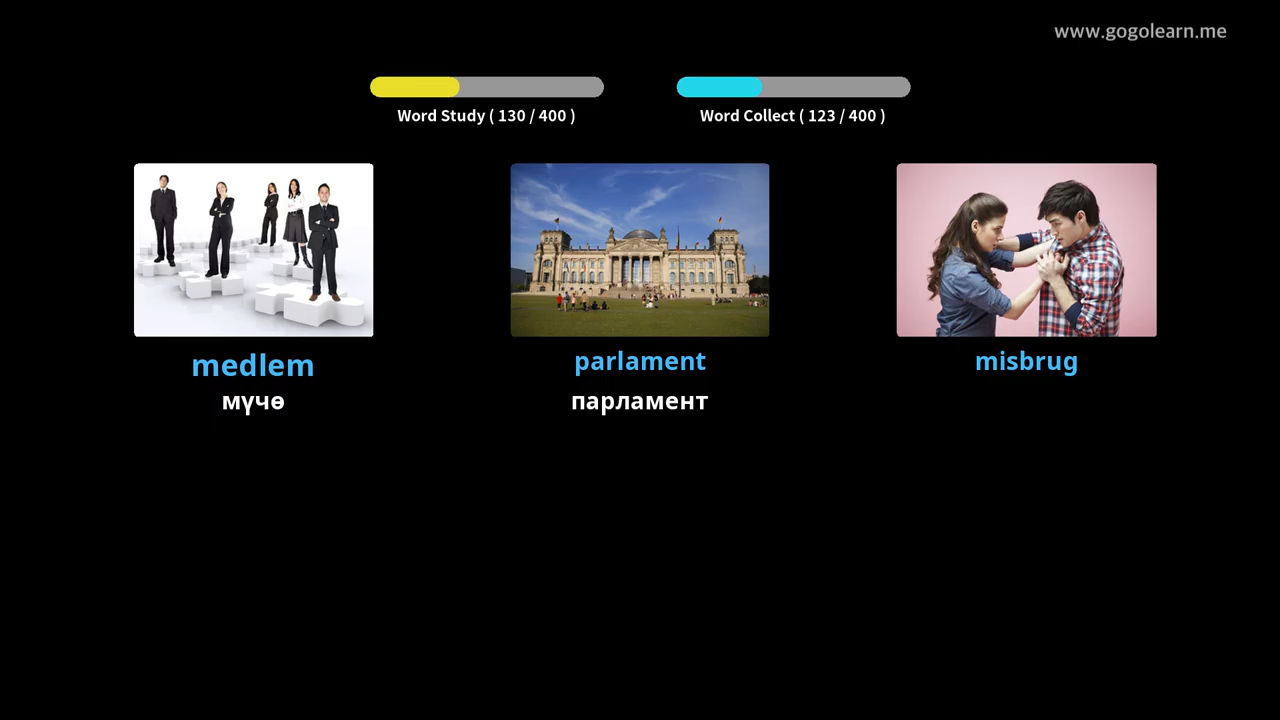 www.gogolearn.me
Word Study ( 130 / 400 )
Word Collect ( 123 / 400 )
medlem
мүчө
parlament
парламент
misbrug